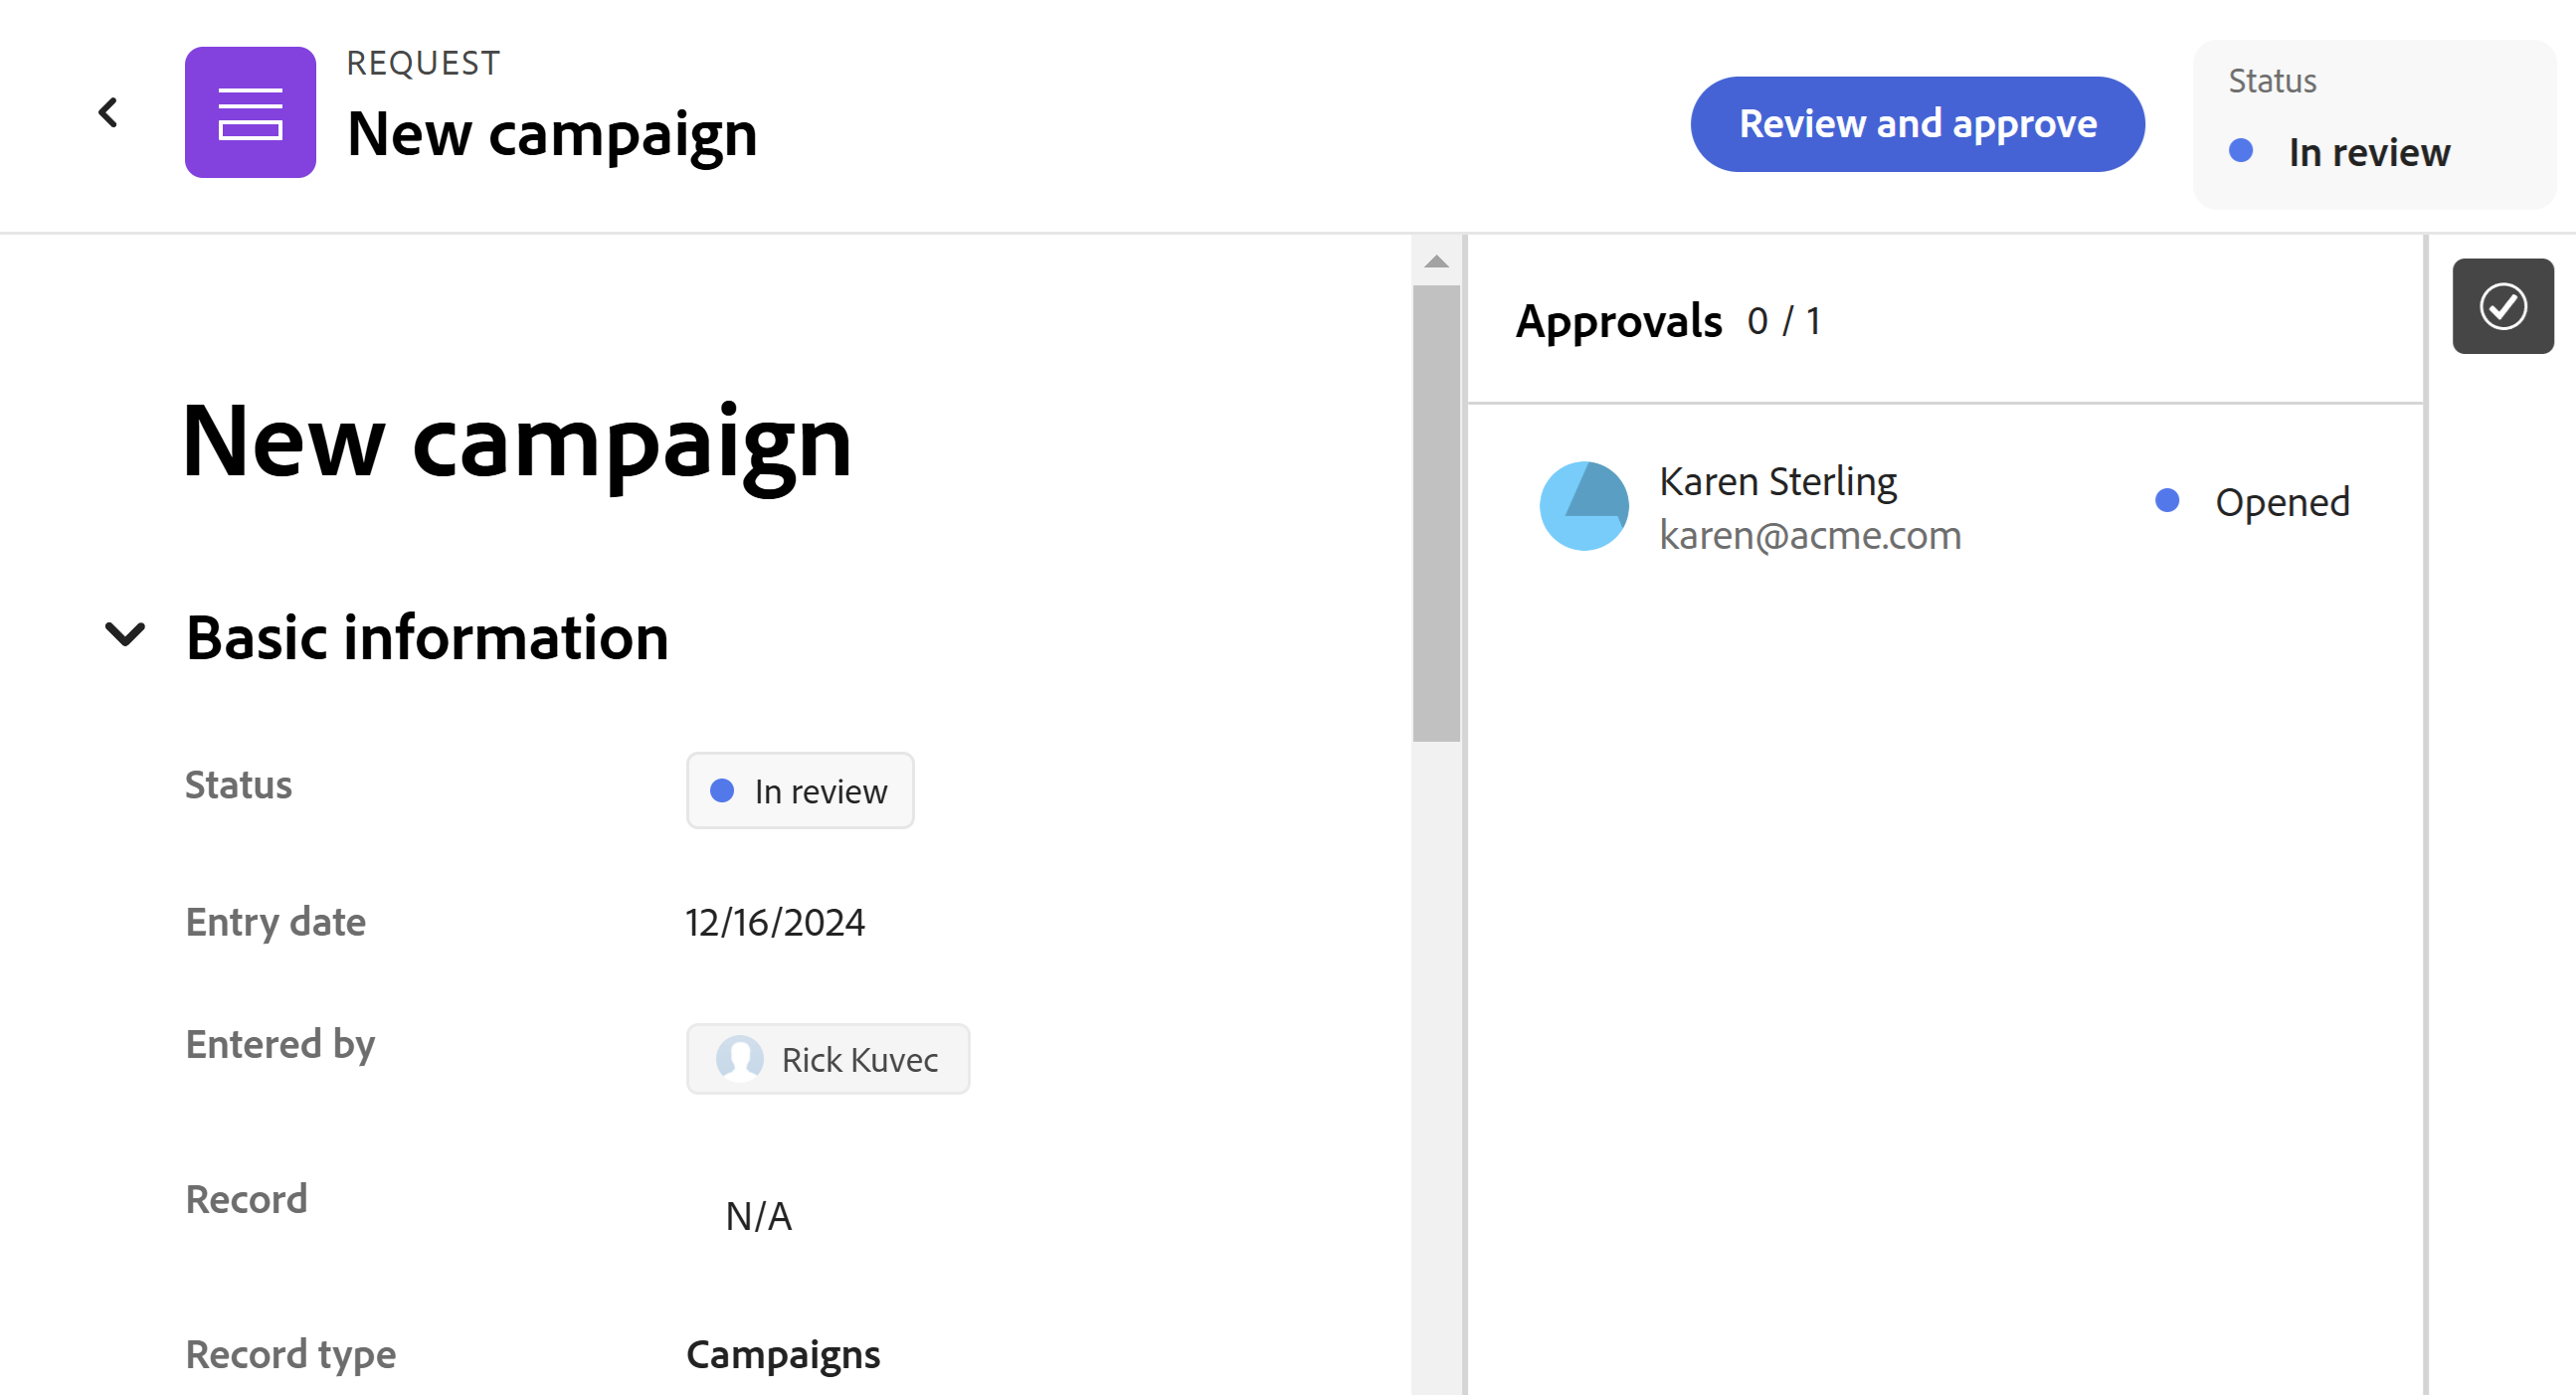 REQUEST
New campaign
Review and approve
Status
In review
New campaign
Basic information
Status
In review
Entry date
12/16/2024
Entered by
Rick Kuvec
Record
N/A
Record type
Campaigns
Approvals 0 / 1
Karen Sterling
karen@acme.com
Opened